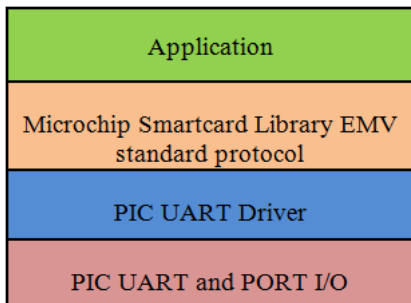 Application
Microchip Smartcard Library EMV
standard protocol
PIC UART Driver
PIC UART and PORT I/O